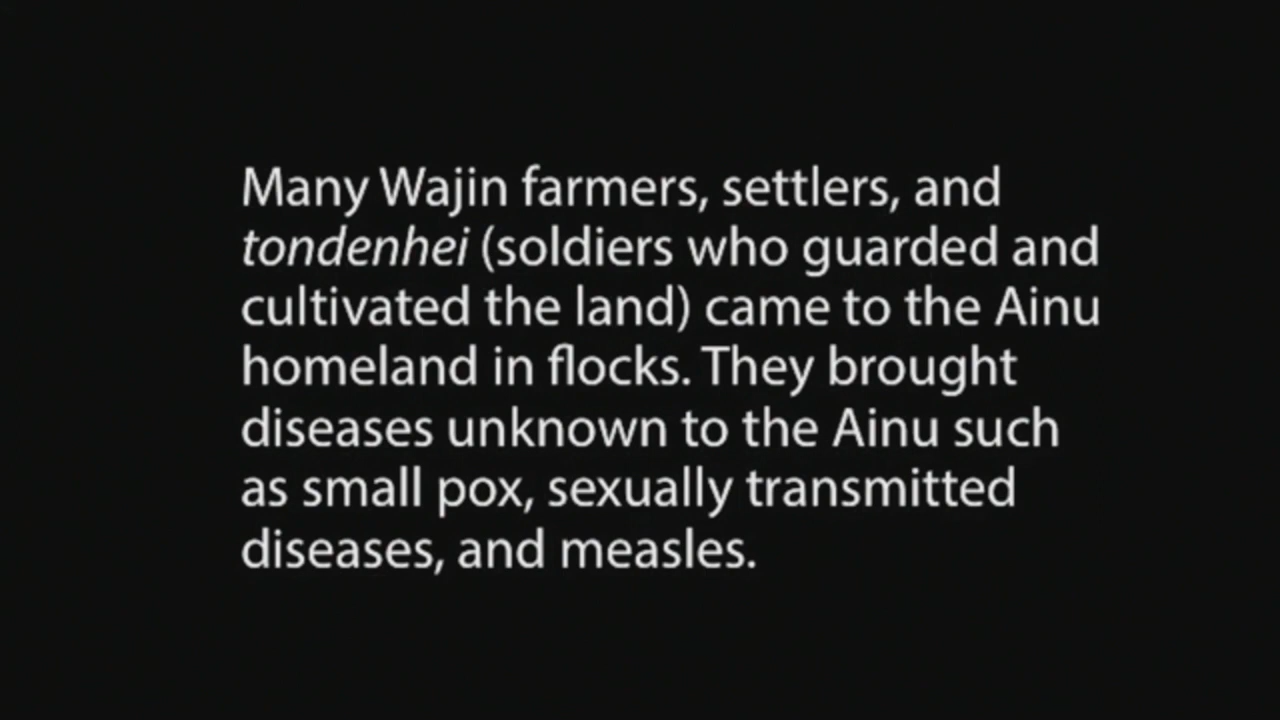 Many Wajin farmers, settlers, and
tondenhei (soldiers who guarded and
cultivated the land) came to the Ainu
homeland in flocks. They brought
diseases unknown to the Ainu such
as small pox, sexually transmitted
diseases, and measles.